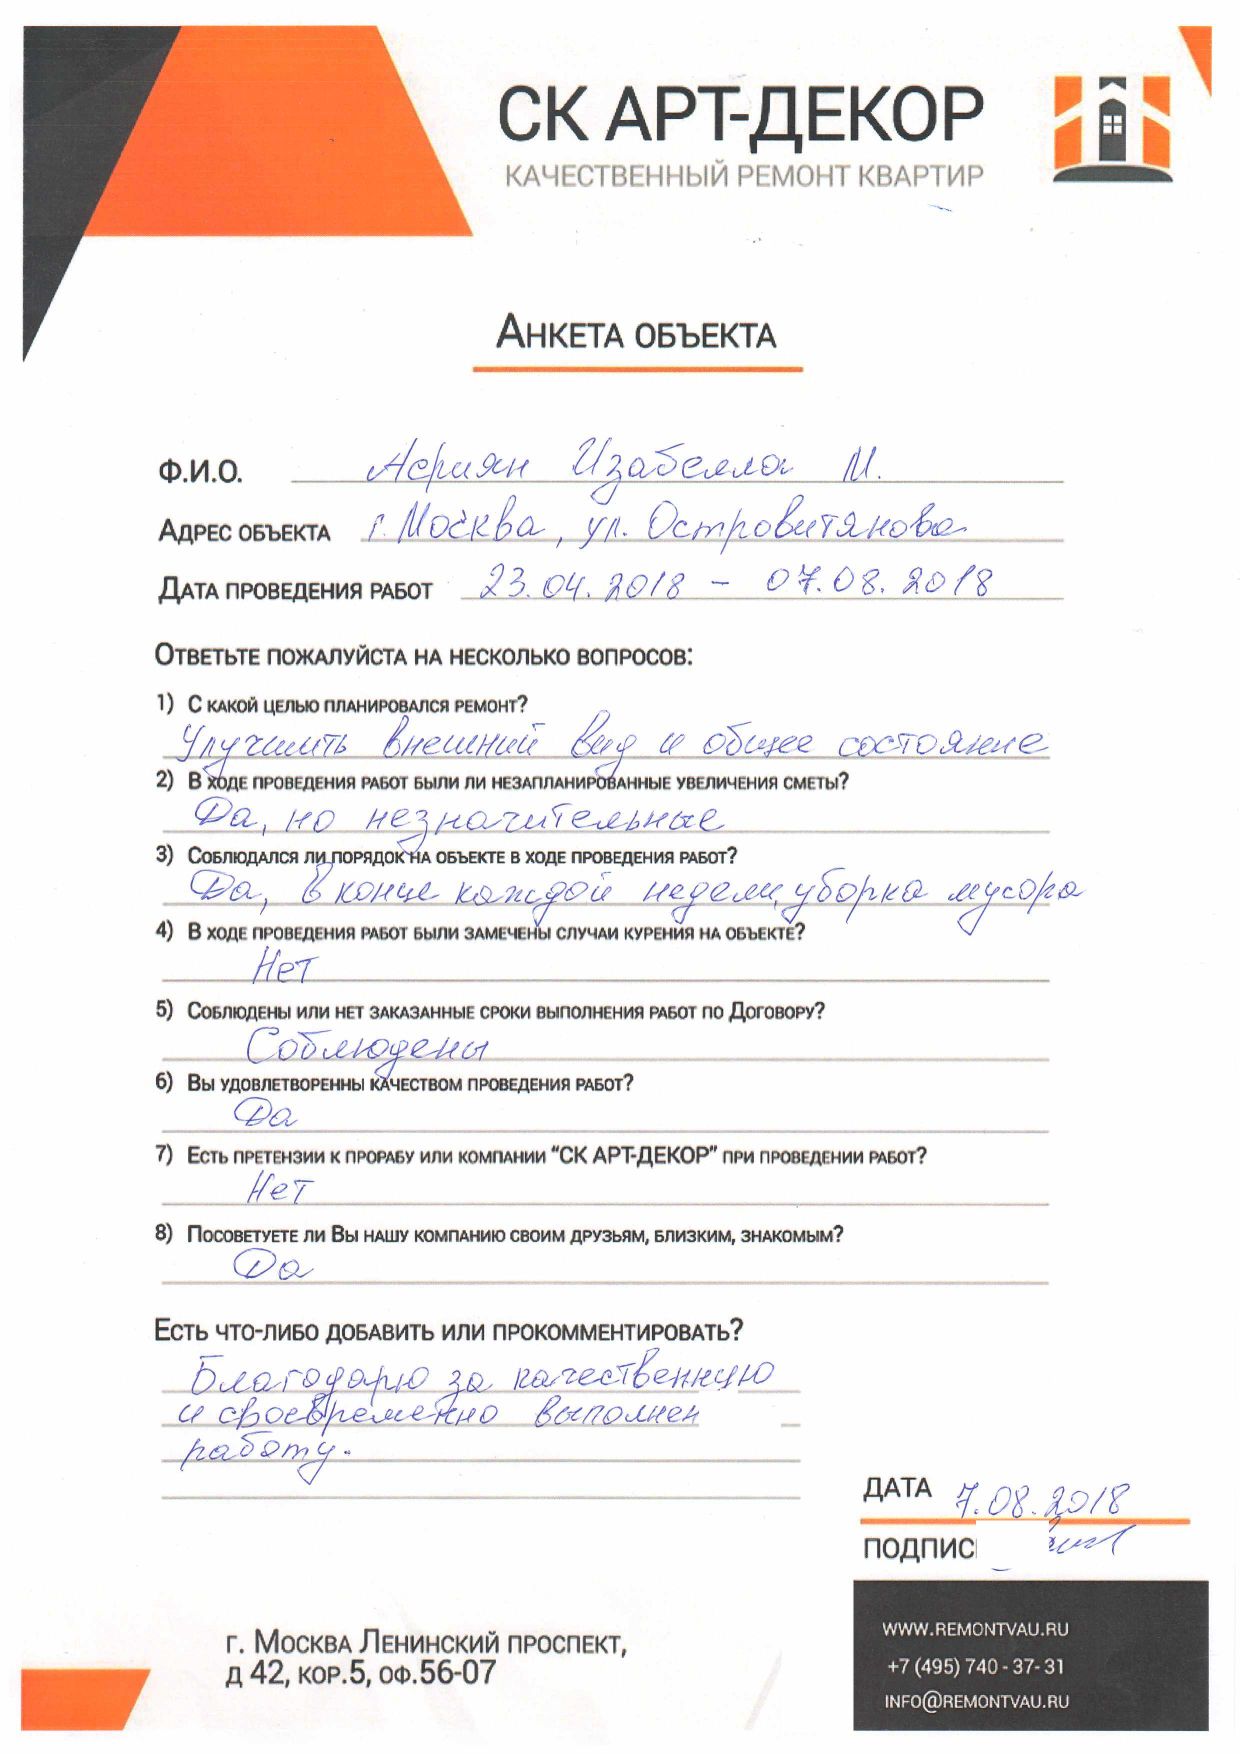 СК АРТ-ДЕКОР
КАЧЕСТВЕННЫЙ РЕМОНТ КВАРТИР
Анкета объекта
Ф.И.О. Асриян Изабелла М.
Адрес объекта г. Москва, ул. Островитянова
Дата проведения работ 23.04.2018 – 07.08.2018
Ответьте пожалуйста на несколько вопросов:
1) С какой целью планировался ремонт?
Улучшить внешний вид и общее состояние
2) В ходе проведения работ были ли незапланированные увеличения сметы?
Да, но незначительные
3) Соблюдался ли порядок на объекте в ходе проведения работ?
Да, в конце каждой недели, уборка мусора
4) В ходе проведения работ были замечены случаи курения на объекте?
Нет
5) Соблюдены или нет заказанные сроки выполнения работ по Договору?
Соблюдены
6) Вы удовлетворенны качеством проведения работ?
Да
7) Есть претензии к прорабу или компании "СК АРТ-ДЕКОР" при проведении работ?
Нет
8) Посоветуете ли Вы нашу компанию своим друзьям, близким, знакомым?
Да
Есть что-либо добавить или прокомментировать?
Благодарю за качественную
и своевременно выполнен
работу.
ДАТА 7.08.2018
ПОДПИС
г. Москва Ленинский проспект,
д 42, кор.5, оф.56-07
WWW.REMONTVAU.RU
+7 (495) 740 - 37- 31
INFO@REMONTVAU.RU